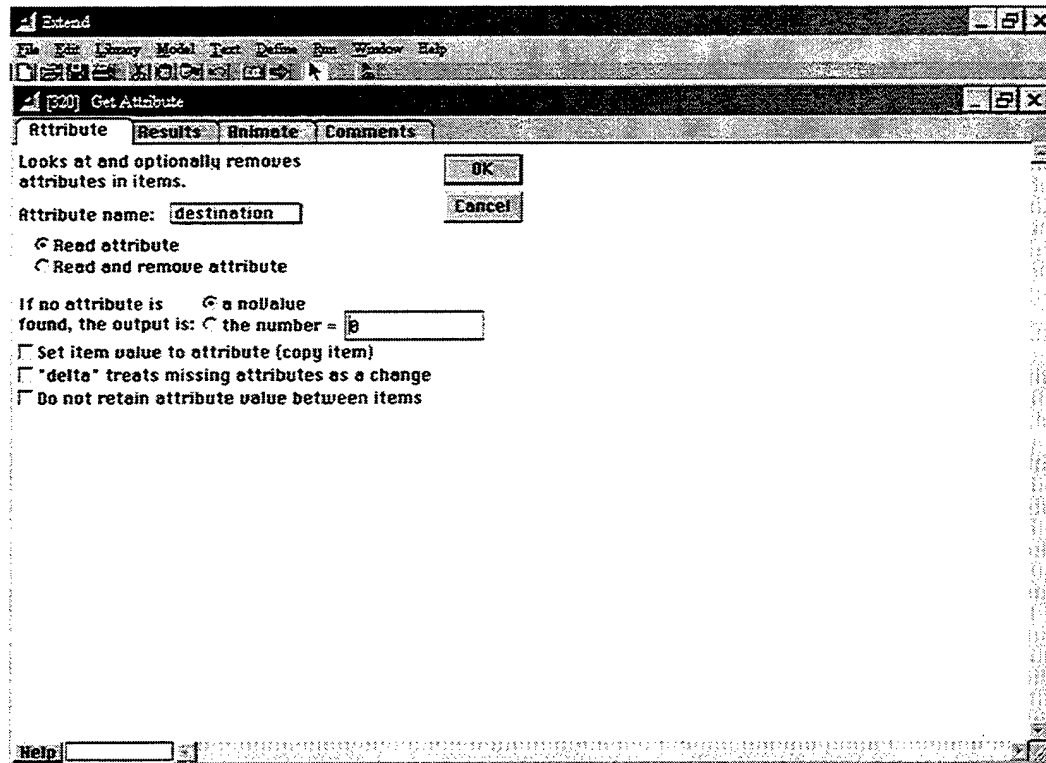 Extend
File Edit Library Model Text Define Run Window Help
[320] Get Attribute
Attribute Results Animate Comments
Looks at and optionally removes
attributes in items.
OK
Cancel
Attribute name: destination
Read attribute
Read and remove attribute
If no attribute is a noValue
found, the output is: the number = 0
Set item value to attribute (copy item)
"delta" treats missing attributes as a change
Do not retain attribute value between items
Help